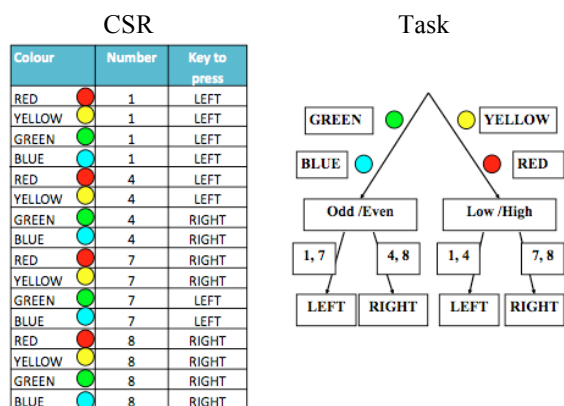 CSR
Colour Number Key to press
RED 1 LEFT
YELLOW 1 LEFT
GREEN 1 LEFT
BLUE 1 LEFT
RED 4 LEFT
YELLOW 4 LEFT
GREEN 4 RIGHT
BLUE 4 RIGHT
RED 7 RIGHT
YELLOW 7 RIGHT
GREEN 7 LEFT
BLUE 7 LEFT
RED 8 RIGHT
YELLOW 8 RIGHT
GREEN 8 RIGHT
BLUE 8 RIGHT
Task
GREEN YELLOW
BLUE RED
Odd /Even Low /High
1, 7 4, 8 1, 4 7, 8
LEFT RIGHT LEFT RIGHT